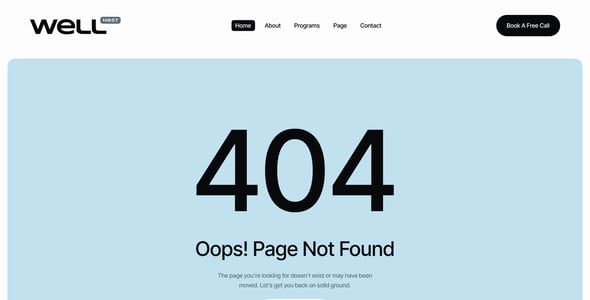 WELL
Nest
Home
About
Programs
Page
Contact
Book A Free Call
404
Oops! Page Not Found
The page you're looking for doesn't exist or may have been
moved. Let's get you back on solid ground.